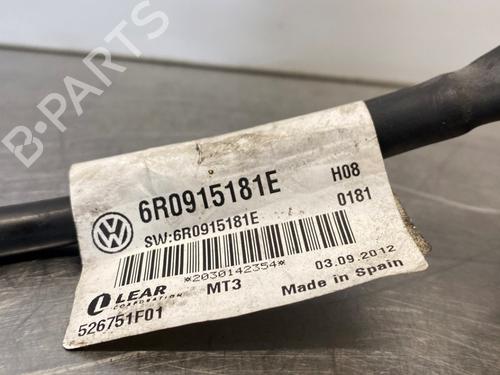 B-PARTS
6R0915181E
H08
SW:6R0915181E
0181
*2030142354*
03.09.2012
LEAR
CORPORATION
MT3
Made in Spain
526751F01